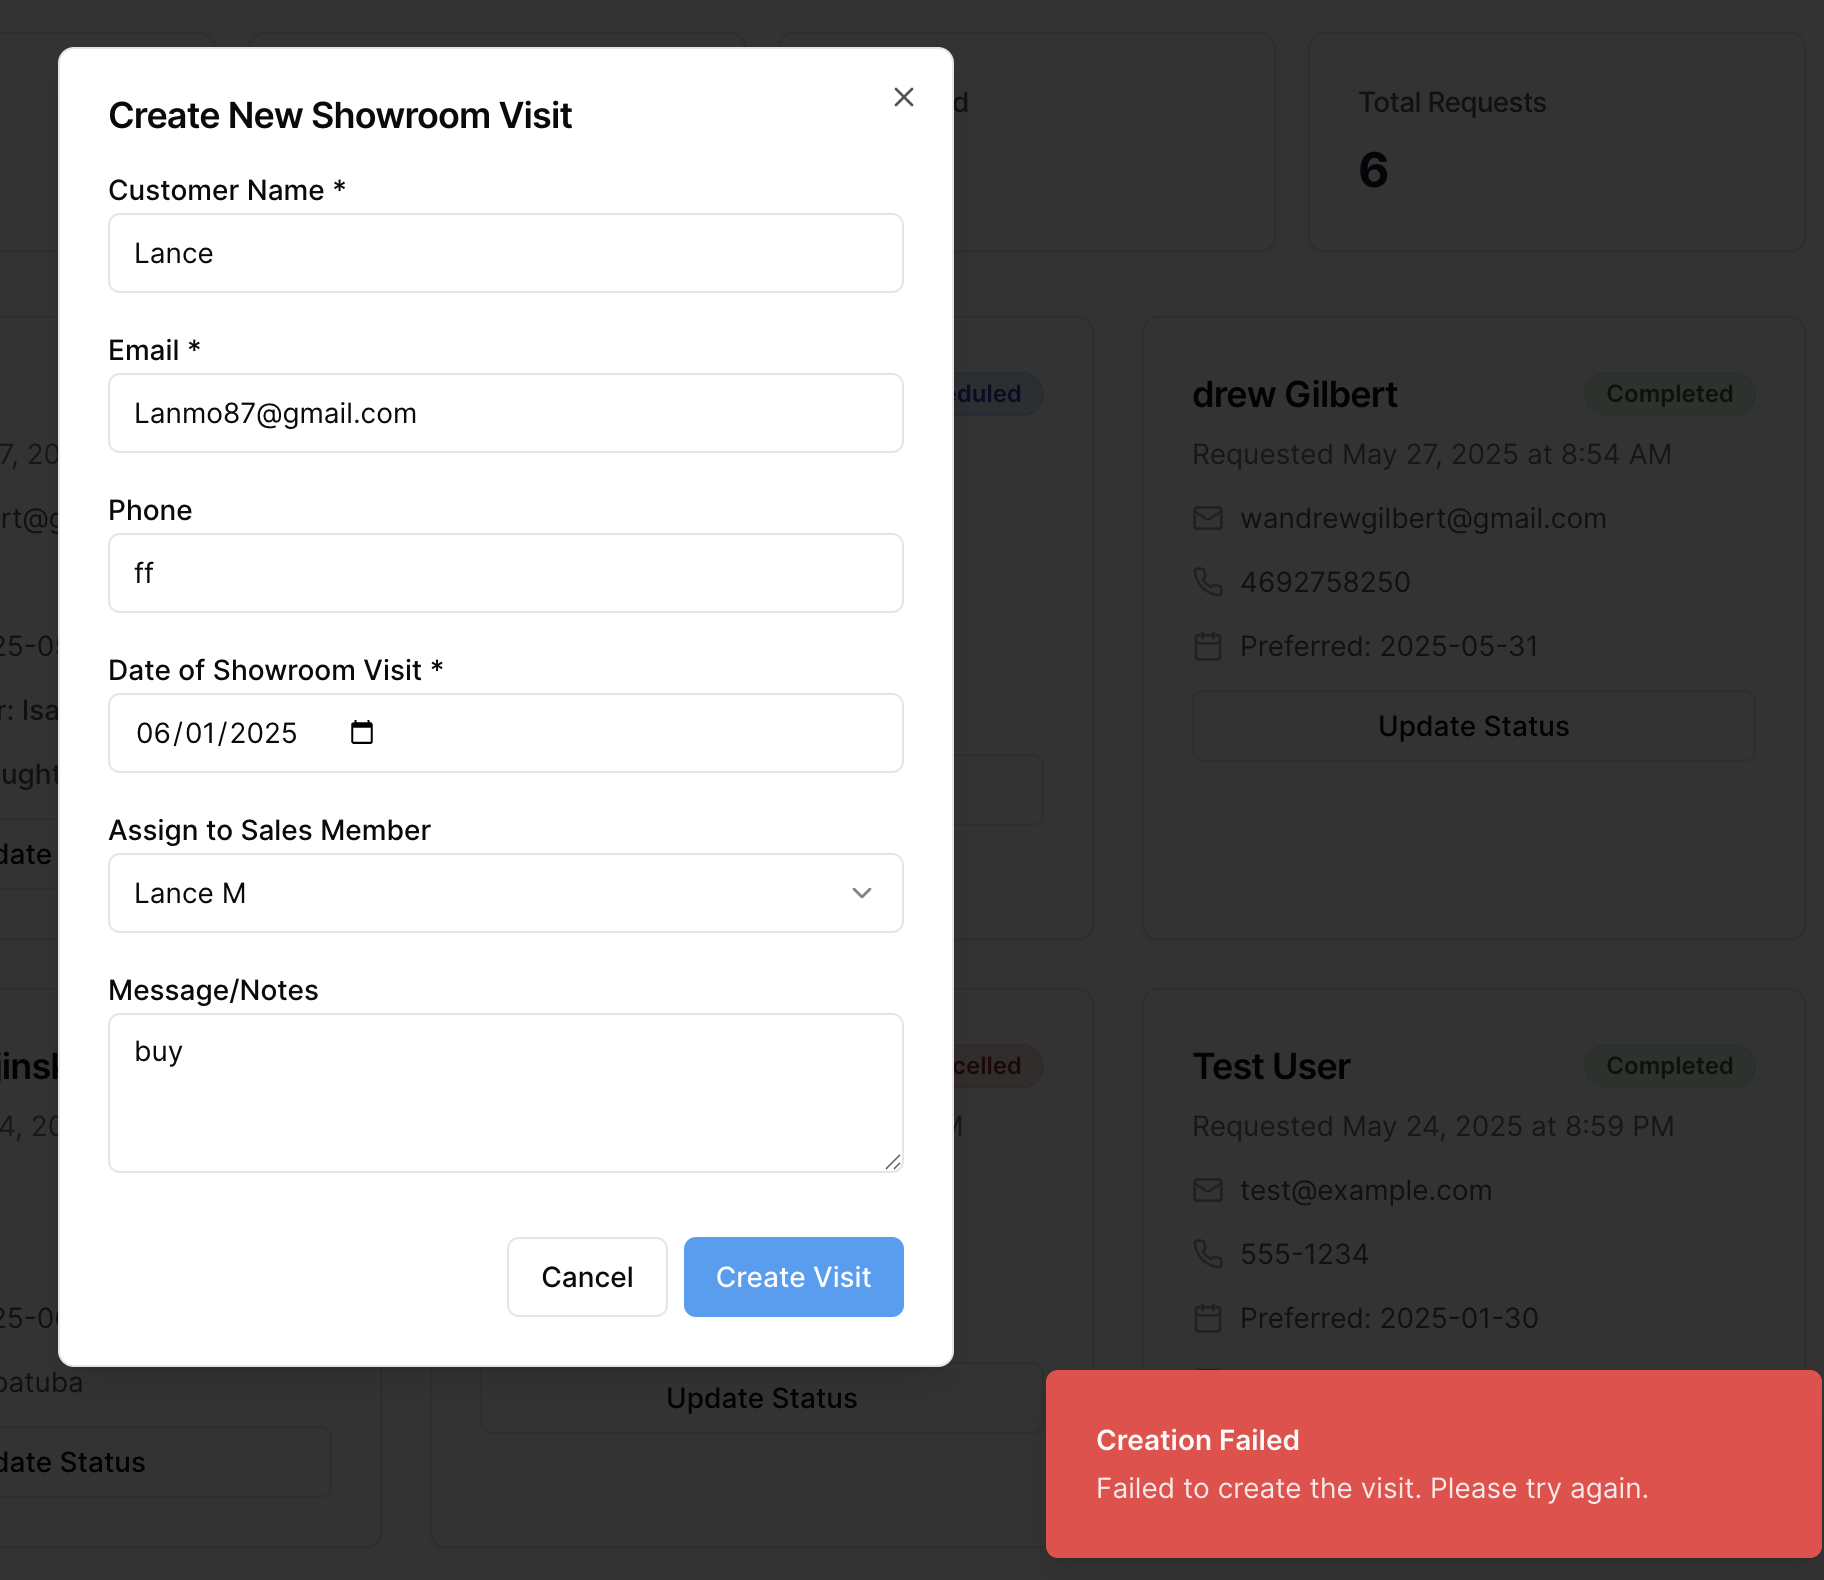 Create New Showroom Visit
Customer Name *
Lance
Email *
Lanmo87@gmail.com
Phone
ff
Date of Showroom Visit *
06/01/2025
Assign to Sales Member
Lance M
Message/Notes
buy
Cancel
Create Visit
Total Requests
6
drew Gilbert
Completed
Requested May 27, 2025 at 8:54 AM
wandrewgilbert@gmail.com
4692758250
Preferred: 2025-05-31
Update Status
Test User
Completed
Requested May 24, 2025 at 8:59 PM
test@example.com
555-1234
Preferred: 2025-01-30
Update Status
date Status
Creation Failed
Failed to create the visit. Please try again.